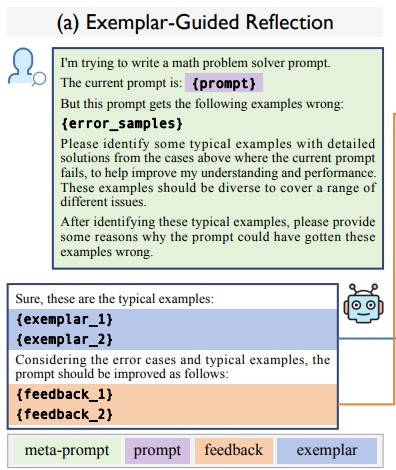 (a) Exemplar-Guided Reflection
I'm trying to write a math problem solver prompt.
The current prompt is: {prompt}
But this prompt gets the following examples wrong:
{error_samples}
Please identify some typical examples with detailed
solutions from the cases above where the current prompt
fails, to help improve my understanding and performance.
These examples should be diverse to cover a range of
different issues.
After identifying these typical examples, please provide
some reasons why the prompt could have gotten these
examples wrong.
Sure, these are the typical examples:
{exemplar_1}
{exemplar_2}
Considering the error cases and typical examples, the
prompt should be improved as follows:
{feedback_1}
{feedback_2}
meta-prompt prompt feedback exemplar